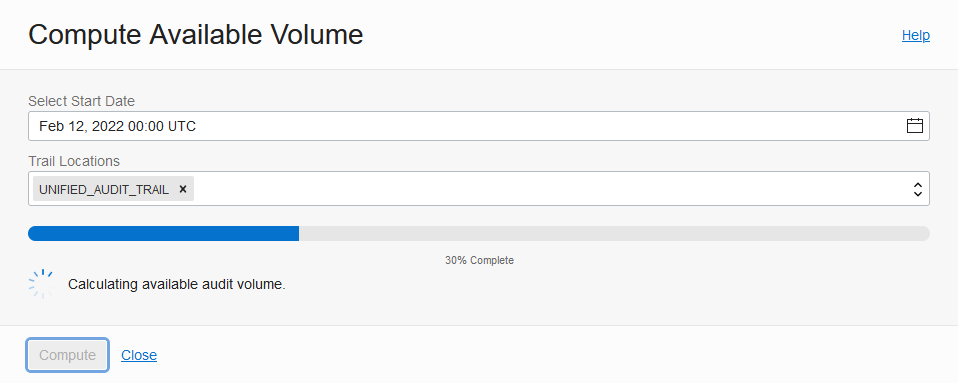 Compute Available Volume
Help
Select Start Date
Feb 12, 2022 00:00 UTC
Trail Locations
UNIFIED_AUDIT_TRAIL ×
30% Complete
Calculating available audit volume.
Compute Close